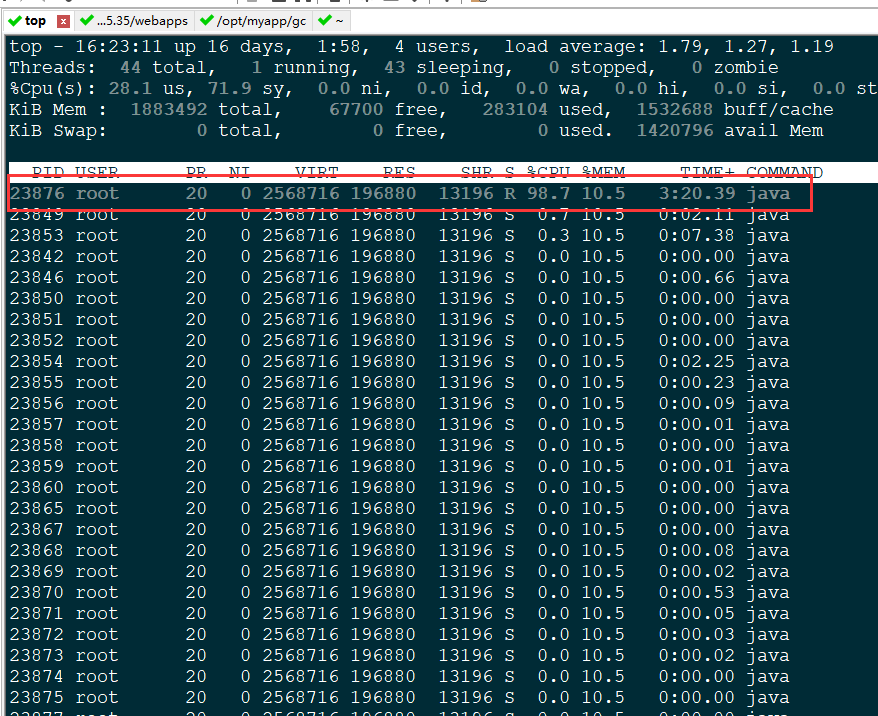 top ...5.35/webapps /opt/myapp/gc ~
top - 16:23:11 up 16 days,  1:58,  4 users,  load average: 1.79, 1.27, 1.19
Threads:  44 total,   1 running,  43 sleeping,   0 stopped,   0 zombie
%Cpu(s): 28.1 us, 71.9 sy,  0.0 ni,  0.0 id,  0.0 wa,  0.0 hi,  0.0 si,  0.0 st
KiB Mem :  1883492 total,    67700 free,   283104 used,  1532688 buff/cache
KiB Swap:        0 total,        0 free,        0 used.  1420796 avail Mem
PID USER PR NI VIRT RES SHR S %CPU %MEM TIME+ COMMAND
23876 root 20 0 2568716 196880 13196 R 98.7 10.5 3:20.39 java
23849 root 20 0 2568716 196880 13196 S 0.7 10.5 0:02.11 java
23853 root 20 0 2568716 196880 13196 S 0.3 10.5 0:07.38 java
23842 root 20 0 2568716 196880 13196 S 0.0 10.5 0:00.00 java
23846 root 20 0 2568716 196880 13196 S 0.0 10.5 0:00.66 java
23850 root 20 0 2568716 196880 13196 S 0.0 10.5 0:00.00 java
23851 root 20 0 2568716 196880 13196 S 0.0 10.5 0:00.00 java
23852 root 20 0 2568716 196880 13196 S 0.0 10.5 0:00.00 java
23854 root 20 0 2568716 196880 13196 S 0.0 10.5 0:02.25 java
23855 root 20 0 2568716 196880 13196 S 0.0 10.5 0:00.23 java
23856 root 20 0 2568716 196880 13196 S 0.0 10.5 0:00.09 java
23857 root 20 0 2568716 196880 13196 S 0.0 10.5 0:00.01 java
23858 root 20 0 2568716 196880 13196 S 0.0 10.5 0:00.00 java
23859 root 20 0 2568716 196880 13196 S 0.0 10.5 0:00.01 java
23860 root 20 0 2568716 196880 13196 S 0.0 10.5 0:00.00 java
23865 root 20 0 2568716 196880 13196 S 0.0 10.5 0:00.00 java
23867 root 20 0 2568716 196880 13196 S 0.0 10.5 0:00.00 java
23868 root 20 0 2568716 196880 13196 S 0.0 10.5 0:00.08 java
23869 root 20 0 2568716 196880 13196 S 0.0 10.5 0:00.02 java
23870 root 20 0 2568716 196880 13196 S 0.0 10.5 0:00.53 java
23871 root 20 0 2568716 196880 13196 S 0.0 10.5 0:00.05 java
23872 root 20 0 2568716 196880 13196 S 0.0 10.5 0:00.03 java
23873 root 20 0 2568716 196880 13196 S 0.0 10.5 0:00.02 java
23874 root 20 0 2568716 196880 13196 S 0.0 10.5 0:00.00 java
23875 root 20 0 2568716 196880 13196 S 0.0 10.5 0:00.00 java